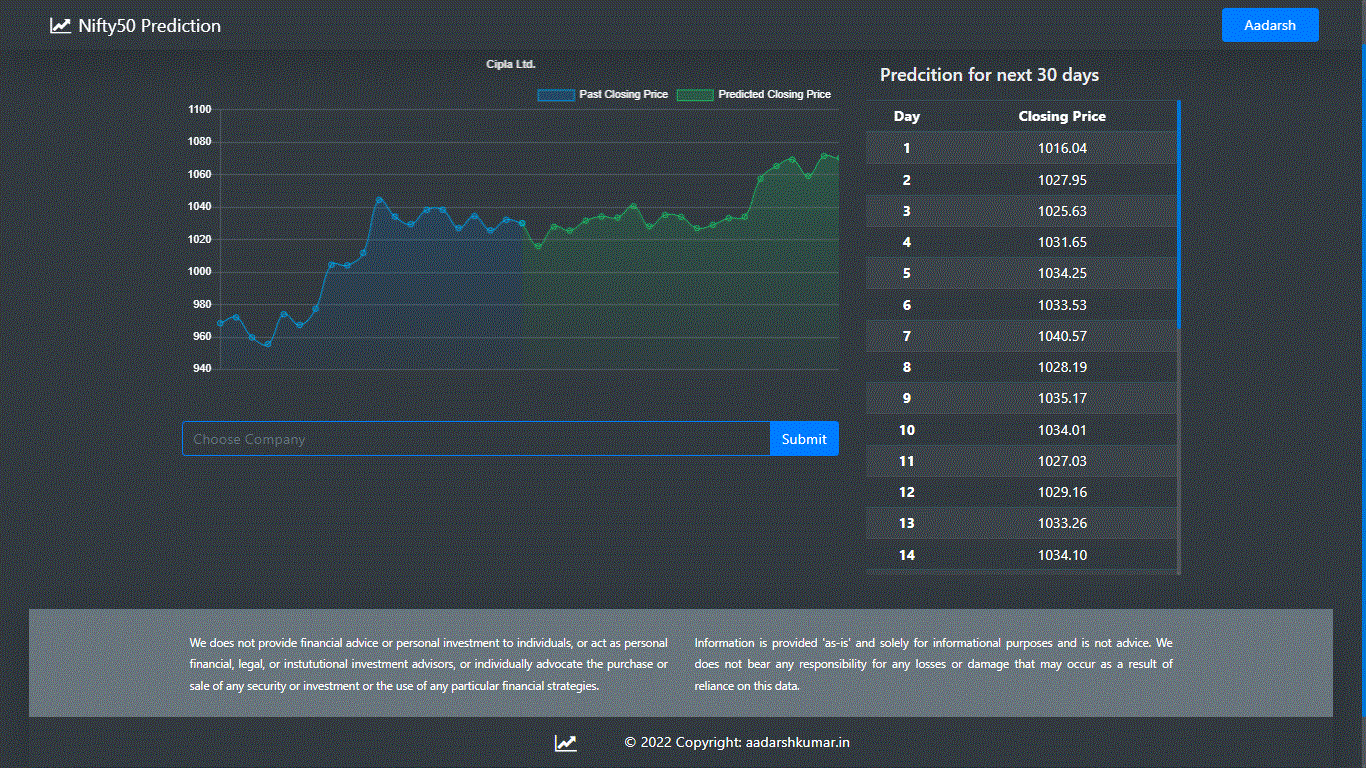 Nifty50 Prediction
Aadarsh
Cipla Ltd.
Past Closing Price Predicted Closing Price
1100
1080
1060
1040
1020
1000
980
960
940
Choose Company
Submit
Predcition for next 30 days
Day Closing Price
1 1016.04
2 1027.95
3 1025.63
4 1031.65
5 1034.25
6 1033.53
7 1040.57
8 1028.19
9 1035.17
10 1034.01
11 1027.03
12 1029.16
13 1033.26
14 1034.10
We does not provide financial advice or personal investment to individuals, or act as personal
financial, legal, or instututional investment advisors, or individually advocate the purchase or
sale of any security or investment or the use of any particular financial strategies.
Information is provided 'as-is' and solely for informational purposes and is not advice. We
does not bear any responsibility for any losses or damage that may occur as a result of
reliance on this data.
© 2022 Copyright: aadarshkumar.in